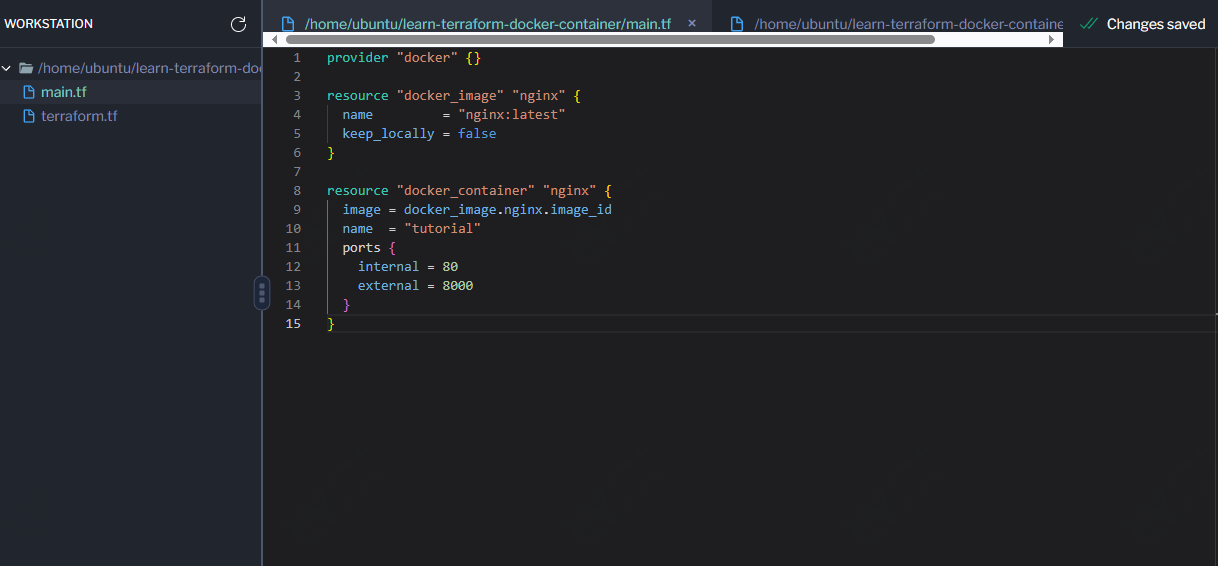 WORKSTATION
/home/ubuntu/learn-terraform-docker-container/main.tf ×
/home/ubuntu/learn-terraform-docker-containe
Changes saved
/home/ubuntu/learn-terraform-do
main.tf
terraform.tf
1 provider "docker" {}
2
3 resource "docker_image" "nginx" {
4   name         = "nginx:latest"
5   keep_locally = false
6 }
7
8 resource "docker_container" "nginx" {
9   image = docker_image.nginx.image_id
10   name  = "tutorial"
11   ports {
12     internal = 80
13     external = 8000
14   }
15 }